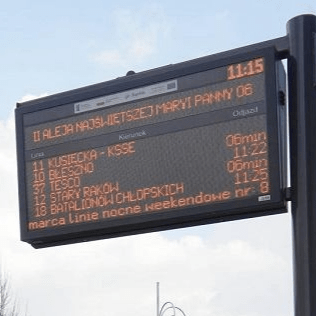 11:15
II ALEJA NAJŚWIĘTSZEJ MARYI PANNY 06
Linia Kierunek Odjazd
11 KUSIĘCKA - KSSE 06min
10 BLESZNO 11:22
37 TESCO 06min
12 STARY RAKÓW 11:25
18 BATALIONÓW CHŁOPSKICH
marca linie nocne weekendowe nr: 8